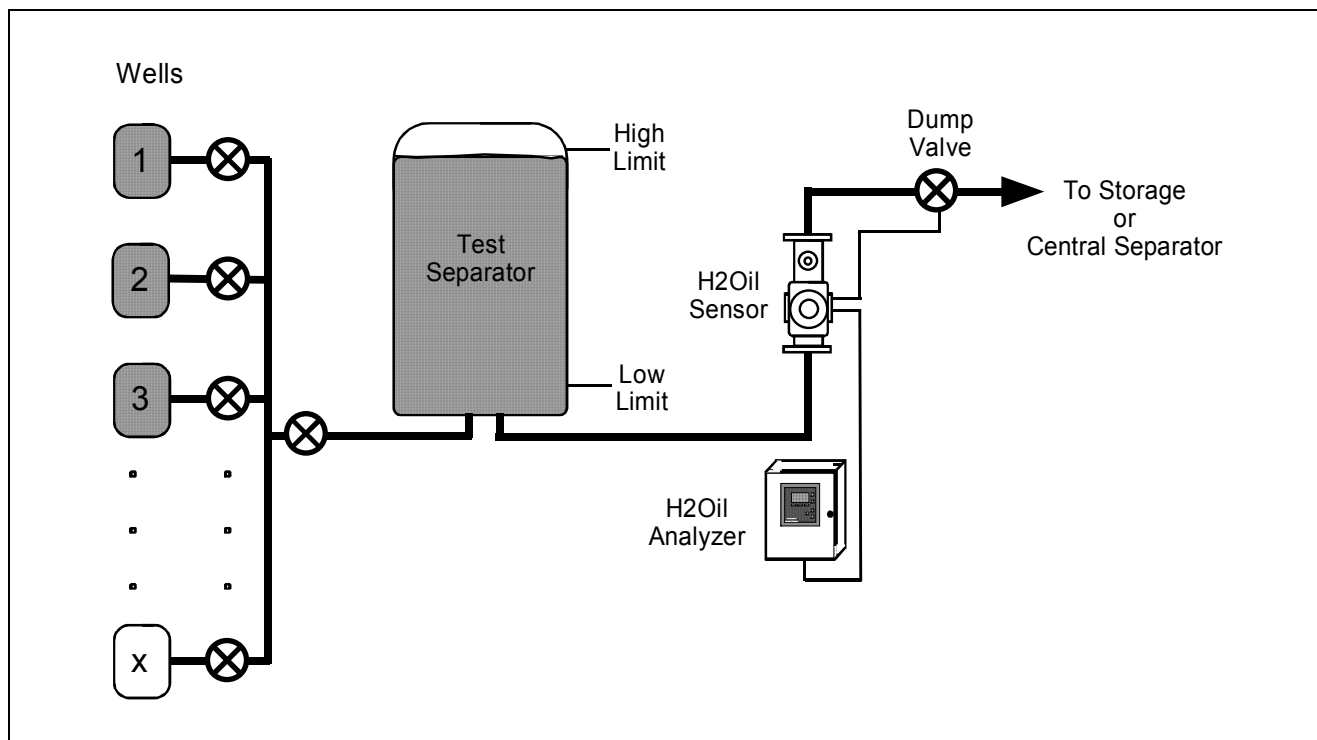 Wells
1
2
3
x
Test
Separator
High
Limit
Low
Limit
H2Oil
Sensor
H2Oil
Analyzer
Dump
Valve
To Storage
or
Central Separator